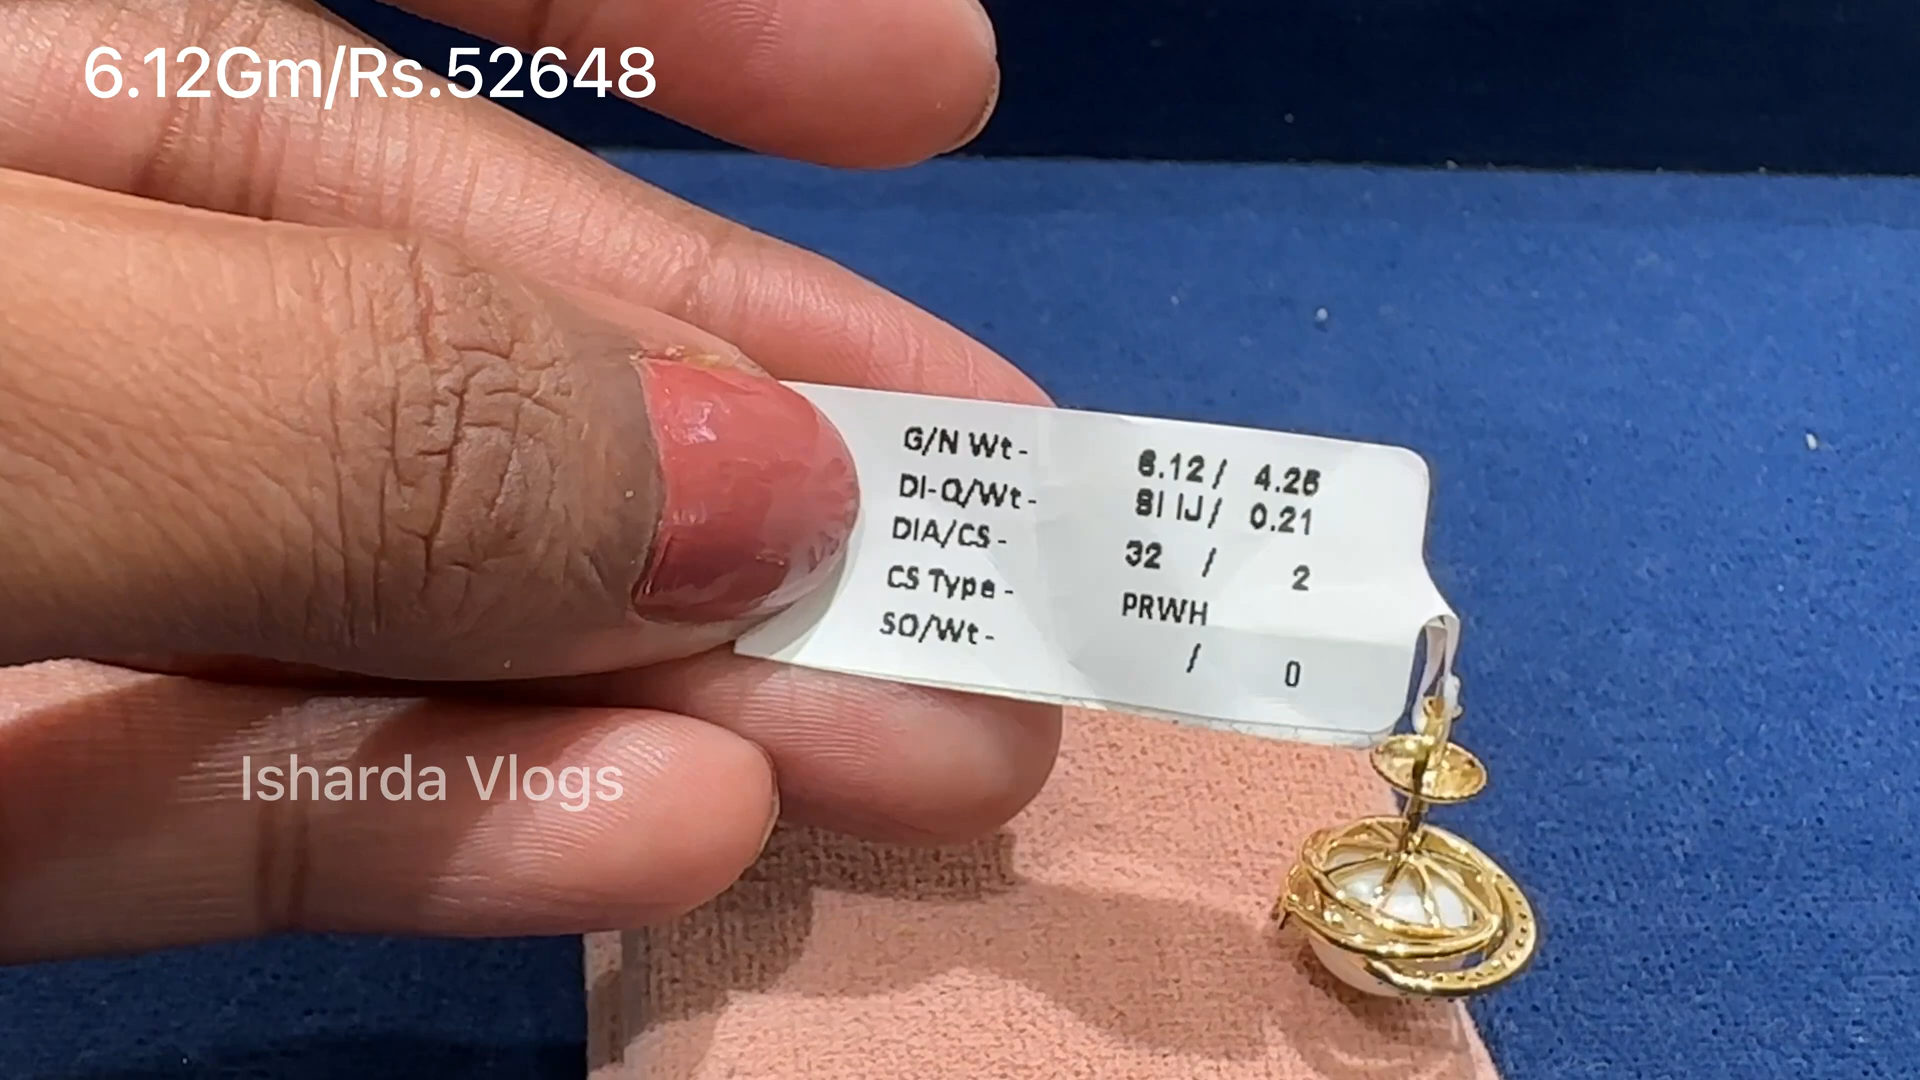 6.12Gm/Rs.52648
G/N Wt - 6.12 / 4.26
DI-Q/Wt - SI IJ / 0.21
DIA/CS - 32 / 2
CS Type - PRWH
SO/Wt - / 0
Isharda Vlogs